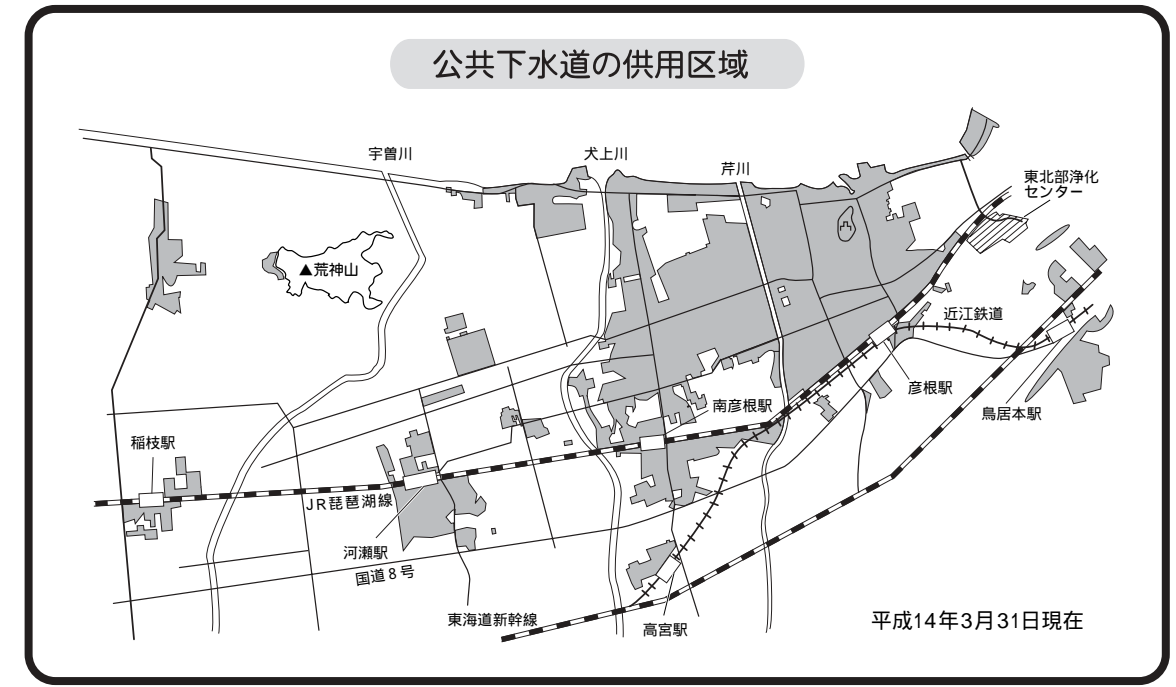 公共下水道の供用区域
宇曽川
犬上川
芹川
東北部浄化
センター
▲荒神山
近江鉄道
彦根駅
南彦根駅
鳥居本駅
稲枝駅
JR琵琶湖線
河瀬駅
国道8号
東海道新幹線
高宮駅
平成14年3月31日現在